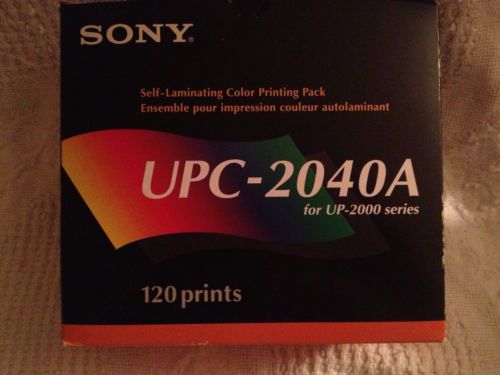 SONY®
Self-Laminating Color Printing Pack
Ensemble pour impression couleur autolaminant
UPC-2040A
for UP-2000 series
120 prints